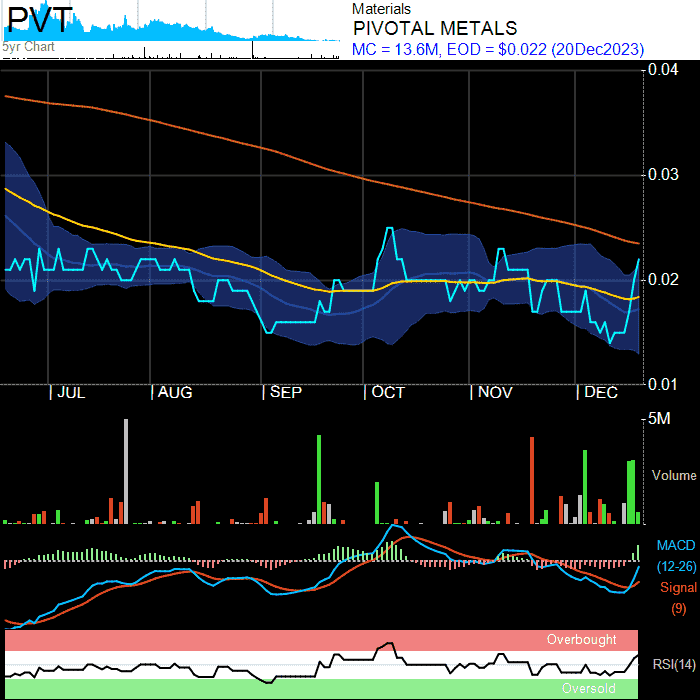 PVT
5yr Chart
Materials
PIVOTAL METALS
MC = 13.6M, EOD = $0.022 (20Dec2023)
0.04
0.03
0.02
0.01
| JUL | AUG | SEP | OCT | NOV | DEC
5M
Volume
MACD
(12-26)
Signal
(9)
Overbought
RSI(14)
Oversold